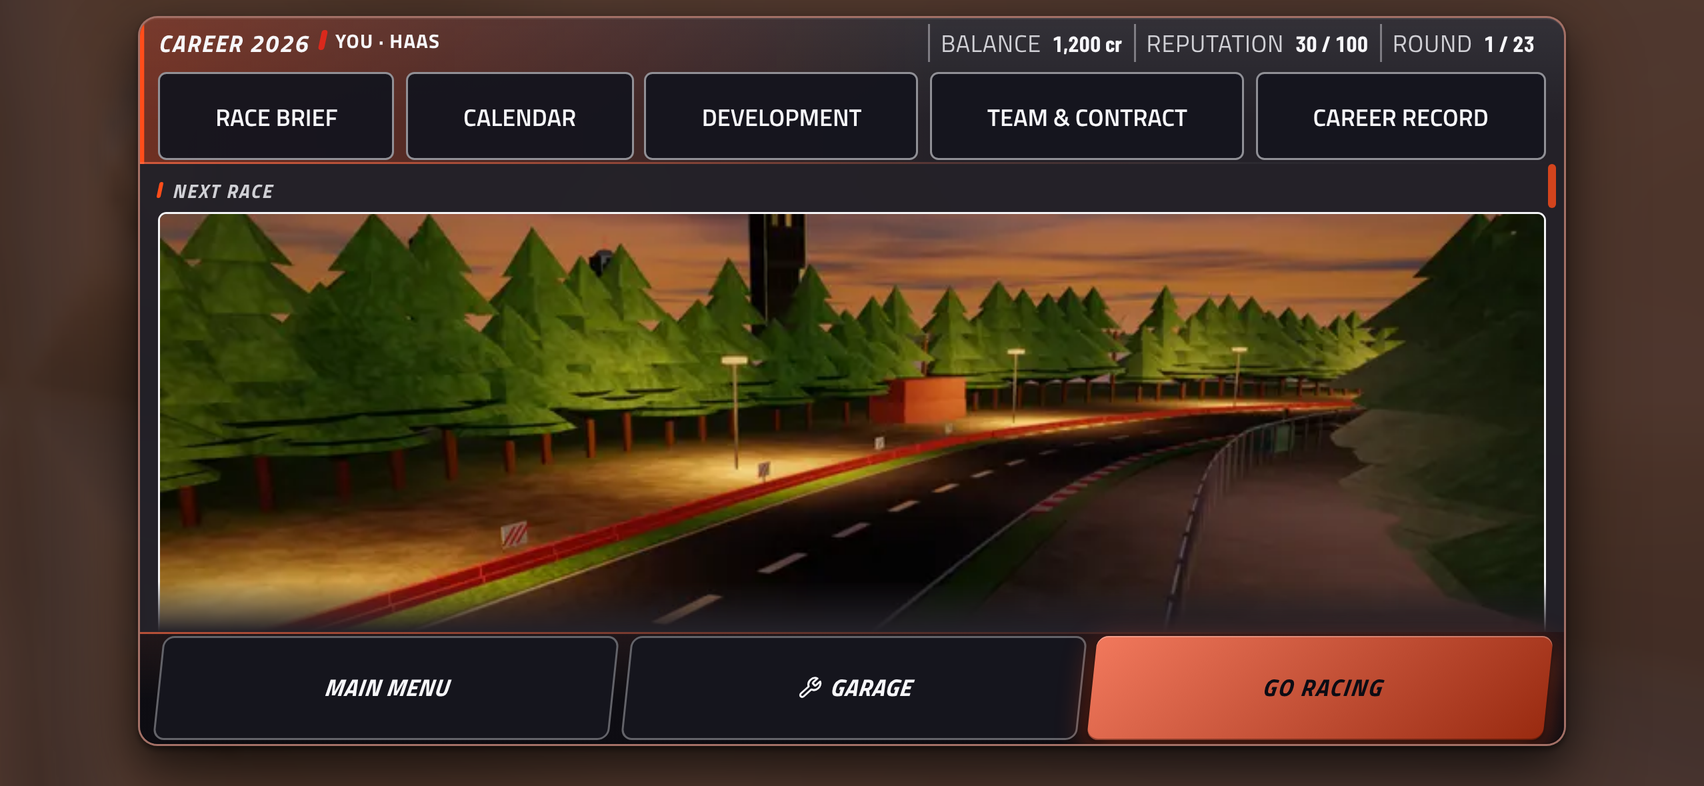 CAREER 2026 YOU · HAAS
BALANCE 1,200 cr REPUTATION 30 / 100 ROUND 1 / 23
RACE BRIEF
CALENDAR
DEVELOPMENT
TEAM & CONTRACT
CAREER RECORD
NEXT RACE
MAIN MENU
GARAGE
GO RACING